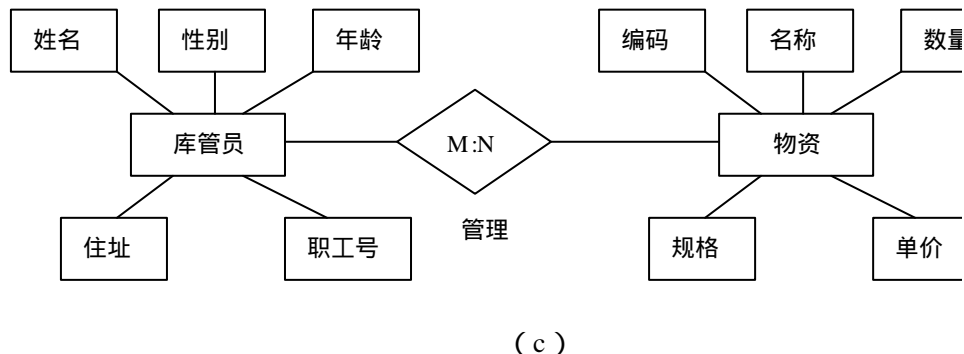 姓名 性别 年龄 编码 名称 数量
库管员 M:N 物资
住址 职工号 管理 规格 单价
( c )